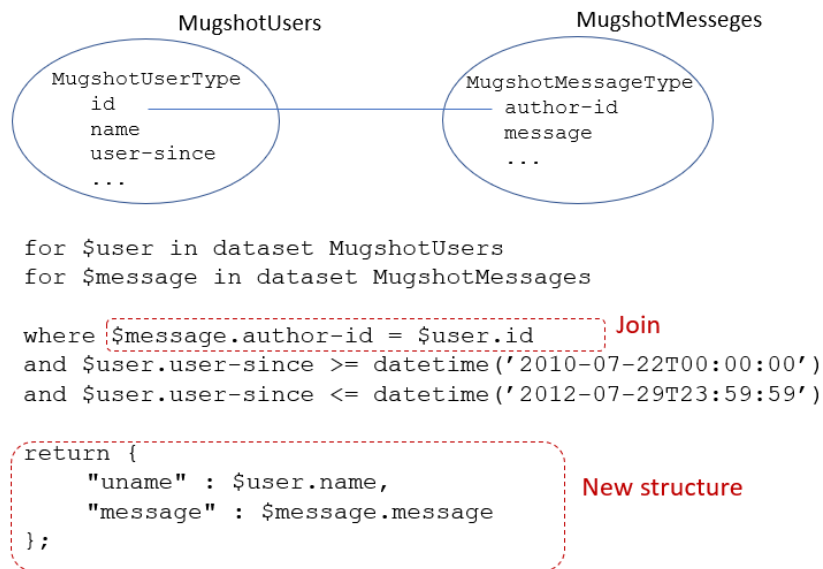 MugshotUsers
MugshotMesseges
MugshotUserType
id
name
user-since
...
MugshotMessageType
author-id
message
...
for $user in dataset MugshotUsers
for $message in dataset MugshotMessages
where $message.author-id = $user.id
Join
and $user.user-since >= datetime(′2010-07-22T00:00:00′)
and $user.user-since <= datetime(′2012-07-29T23:59:59′)
return {
"uname" : $user.name,
"message" : $message.message
};
New structure